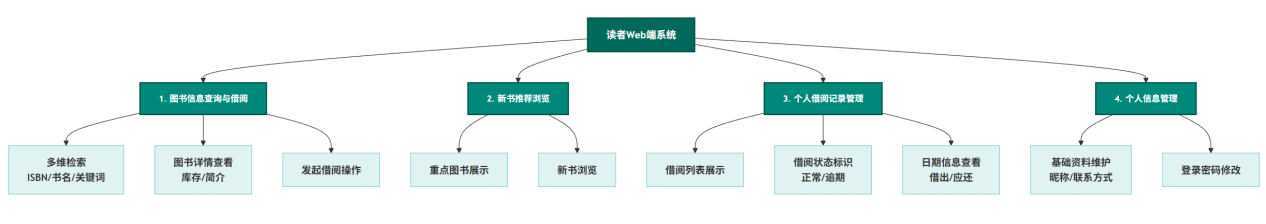 读者Web端系统
1. 图书信息查询与借阅
2. 新书推荐浏览
3. 个人借阅记录管理
4. 个人信息管理
多维检索
ISBN/书名/关键词
图书详情查看
库存/简介
发起借阅操作
重点图书展示
新书浏览
借阅列表展示
借阅状态标识
正常/逾期
日期信息查看
借出/应还
基础资料维护
昵称/联系方式
登录密码修改